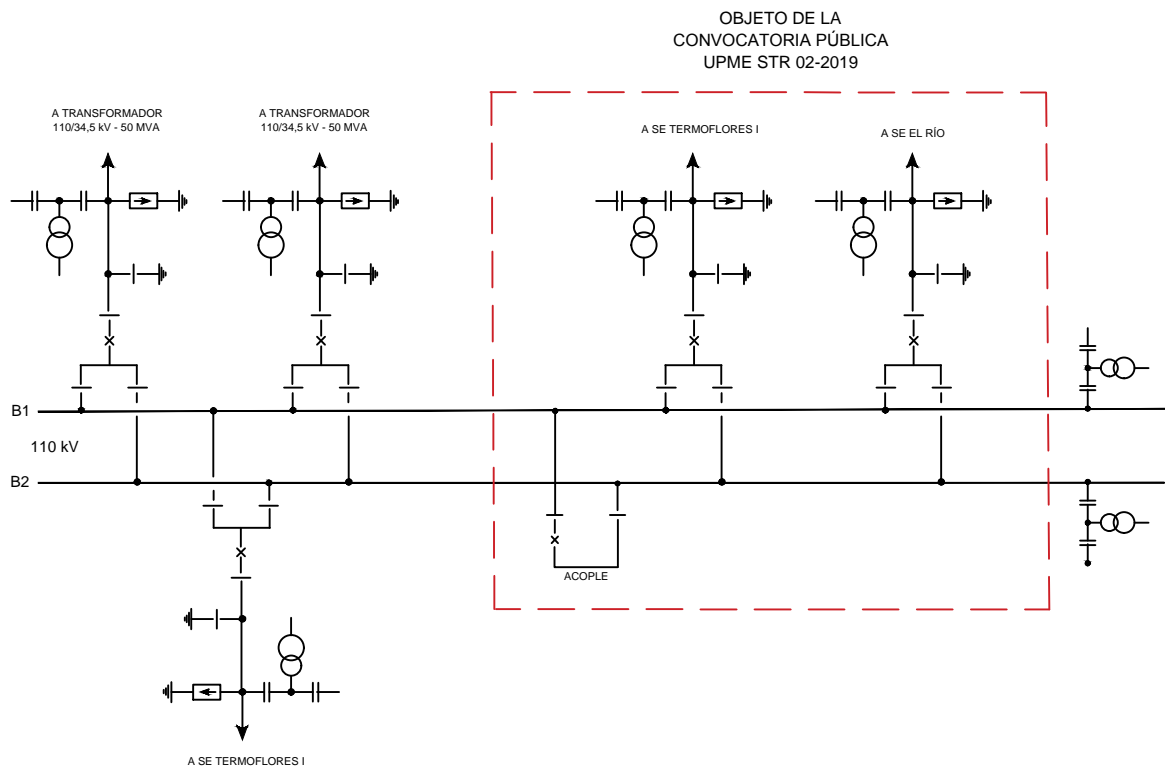 OBJETO DE LA
CONVOCATORIA PÚBLICA
UPME STR 02-2019
A TRANSFORMADOR
110/34,5 kV - 50 MVA
A TRANSFORMADOR
110/34,5 kV - 50 MVA
A SE TERMOFLORES I
A SE EL RÍO
B1
110 kV
B2
ACOPLE
A SE TERMOFLORES I